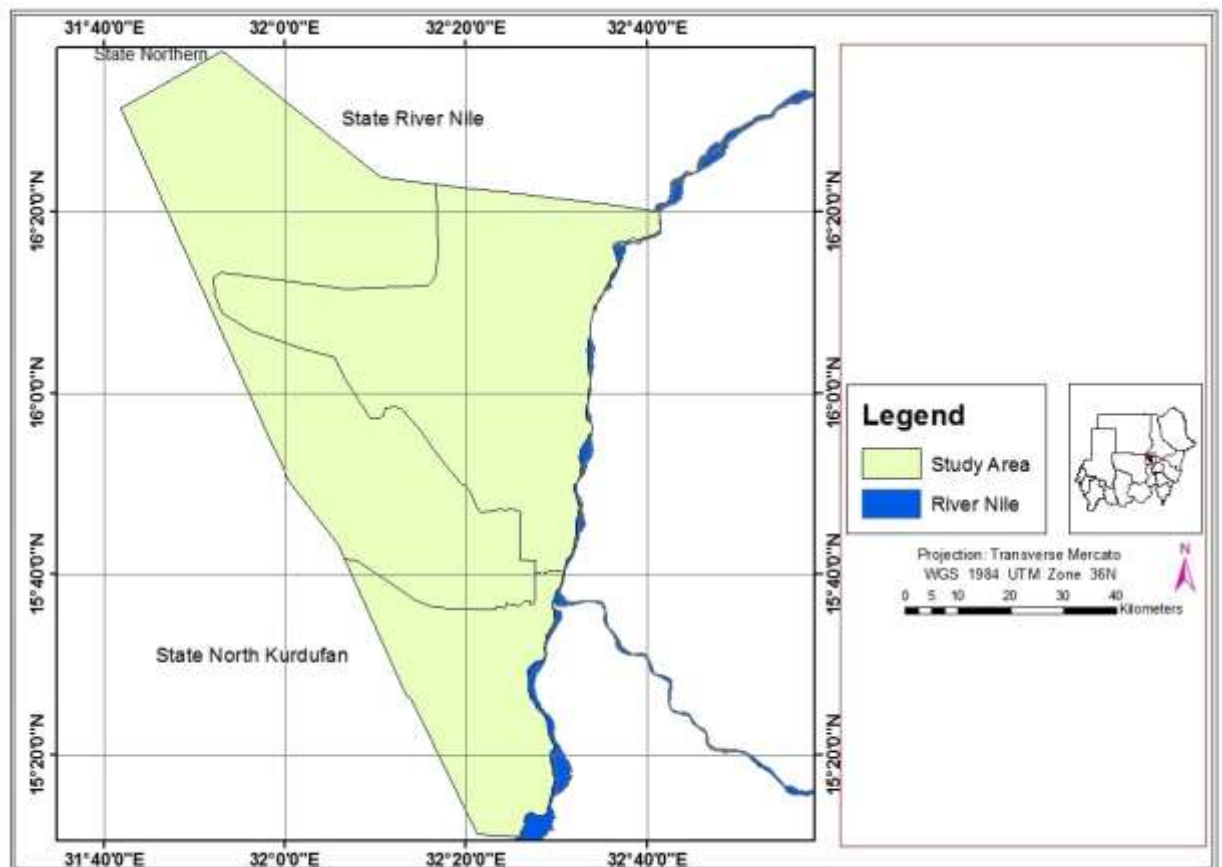 31°40'0"E 32°0'0"E 32°20'0"E 32°40'0"E
State Northern
State River Nile
16°20'0"N
16°20'0"N
16°0'0"N
16°0'0"N
Legend
Study Area
River Nile
Projection: Transverse Mercato
WGS 1984 UTM Zone 36N
N
0 5 10 20 30 40
Kilometers
15°40'0"N
15°40'0"N
State North Kurdufan
15°20'0"N
15°20'0"N
31°40'0"E 32°0'0"E 32°20'0"E 32°40'0"E